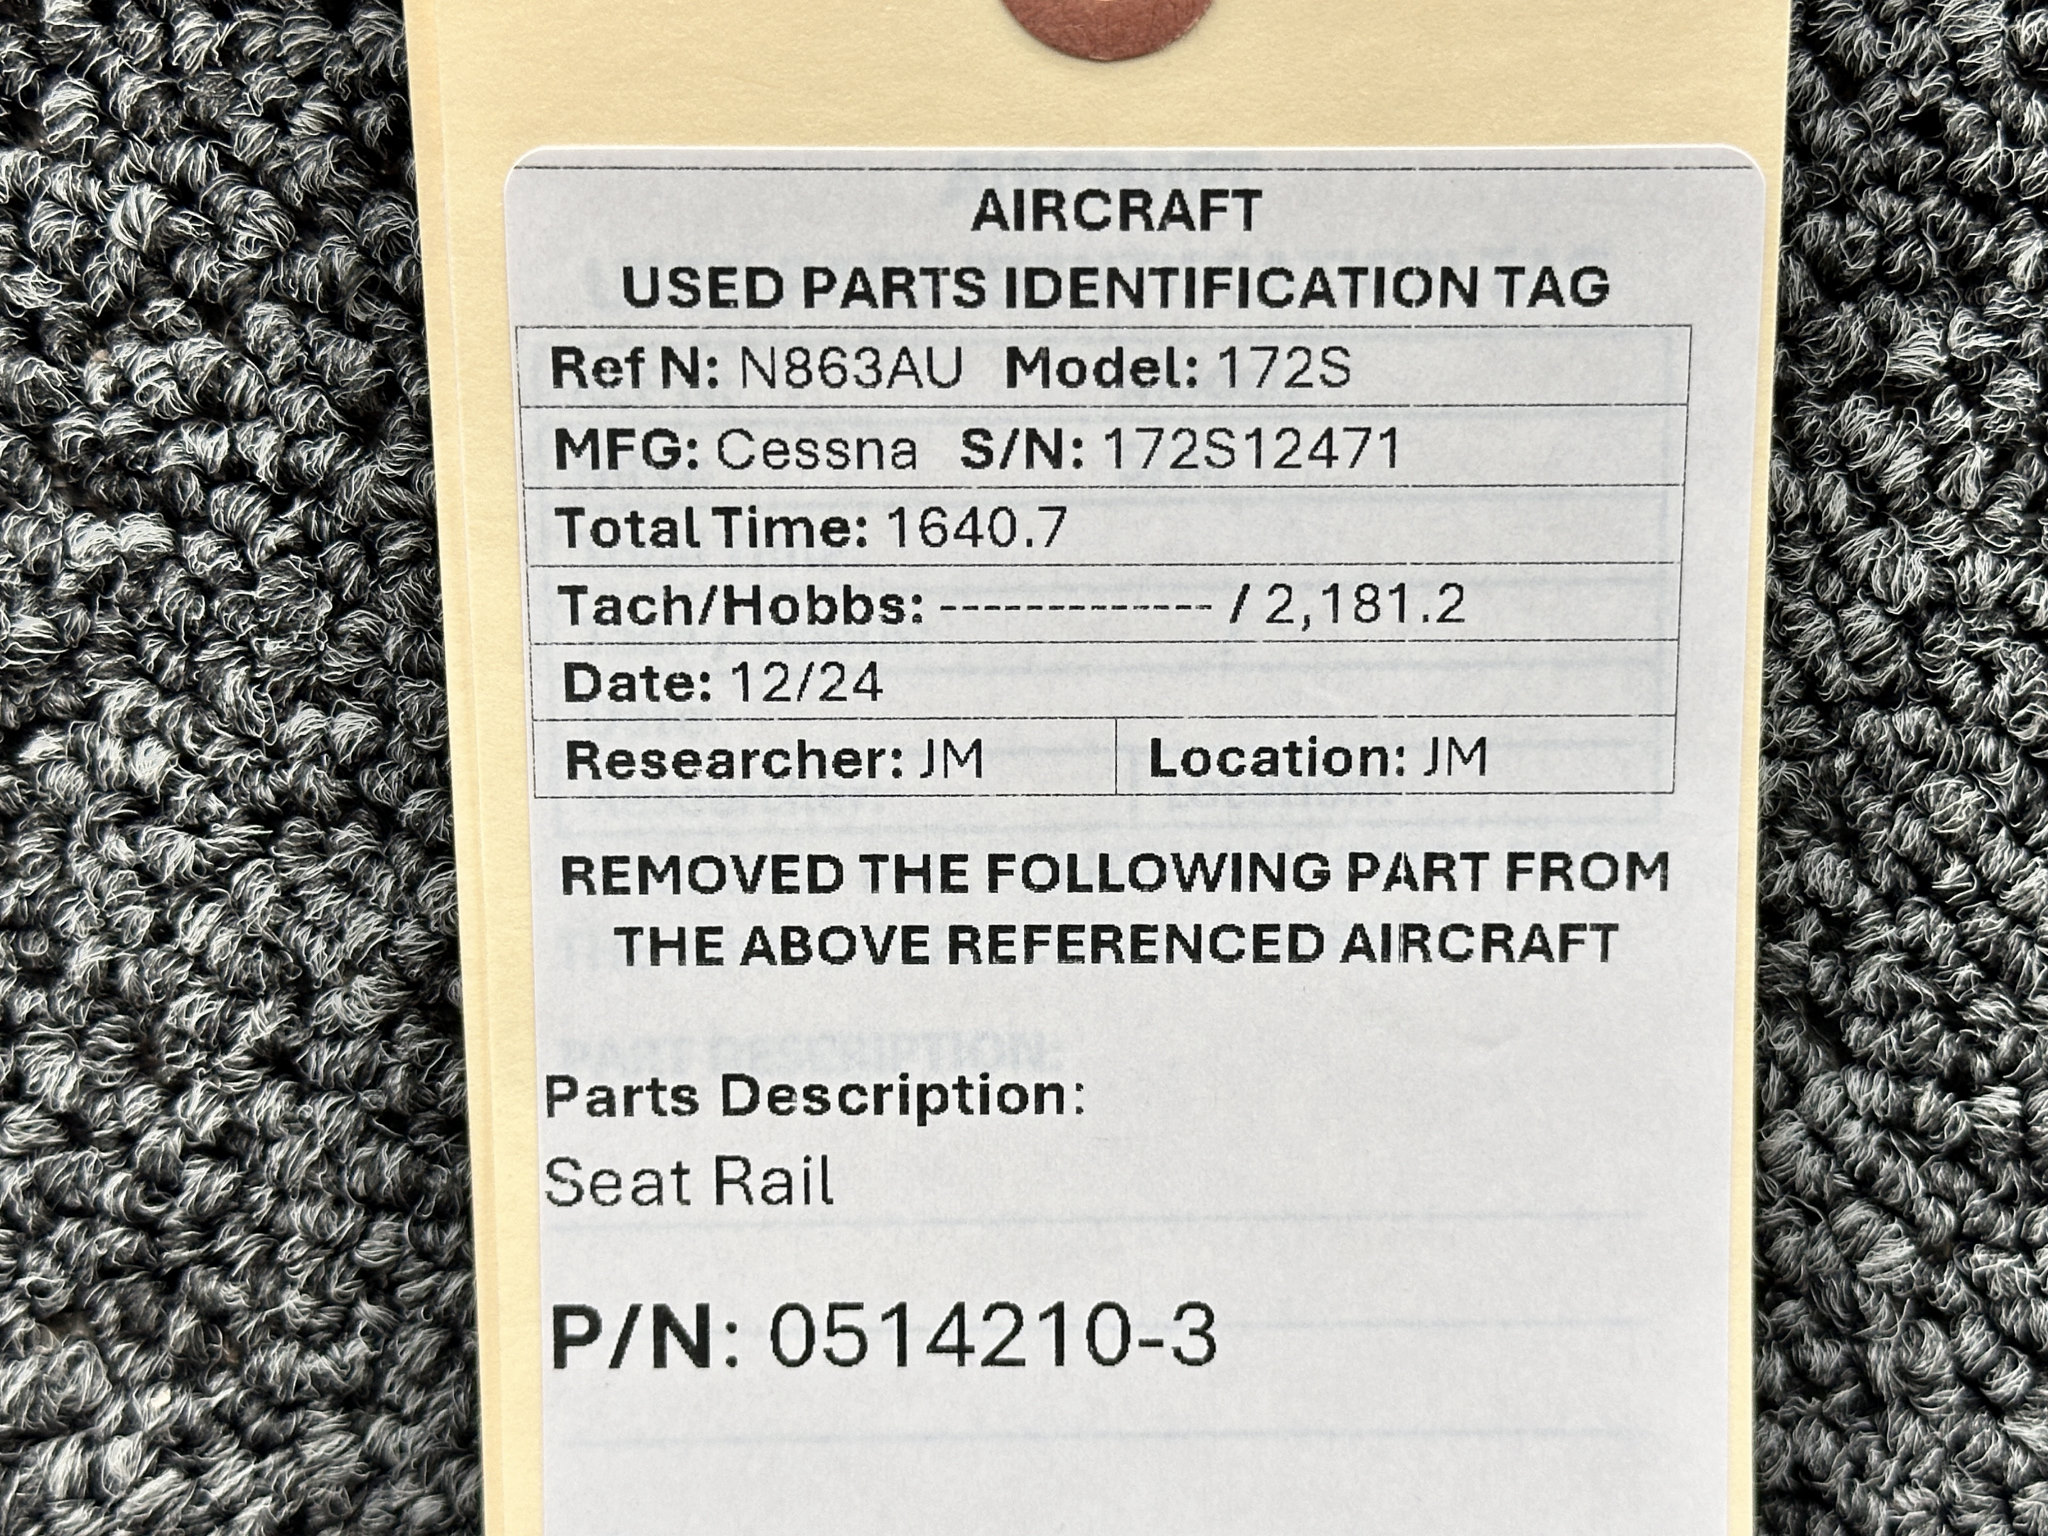 AIRCRAFT
USED PARTS IDENTIFICATION TAG
Ref N: N863AU Model: 172S
MFG: Cessna S/N: 172S12471
Total Time: 1640.7
Tach/Hobbs: ------------- / 2,181.2
Date: 12/24
Researcher: JM Location: JM
REMOVED THE FOLLOWING PART FROM
THE ABOVE REFERENCED AIRCRAFT
PART DESCRIPTION:
Parts Description:
Seat Rail
P/N: 0514210-3